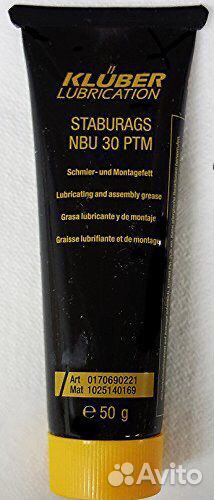 KLÜBER
LUBRICATION
STABURAGS
NBU 30 PTM
Schmier- und Montagefett
Lubricating and assembly grease
Grasa lubricante y de montaje
Graisse lubrifiante et de montage
Art 0170690221
Mat 1025140169
e 50 g
Avito